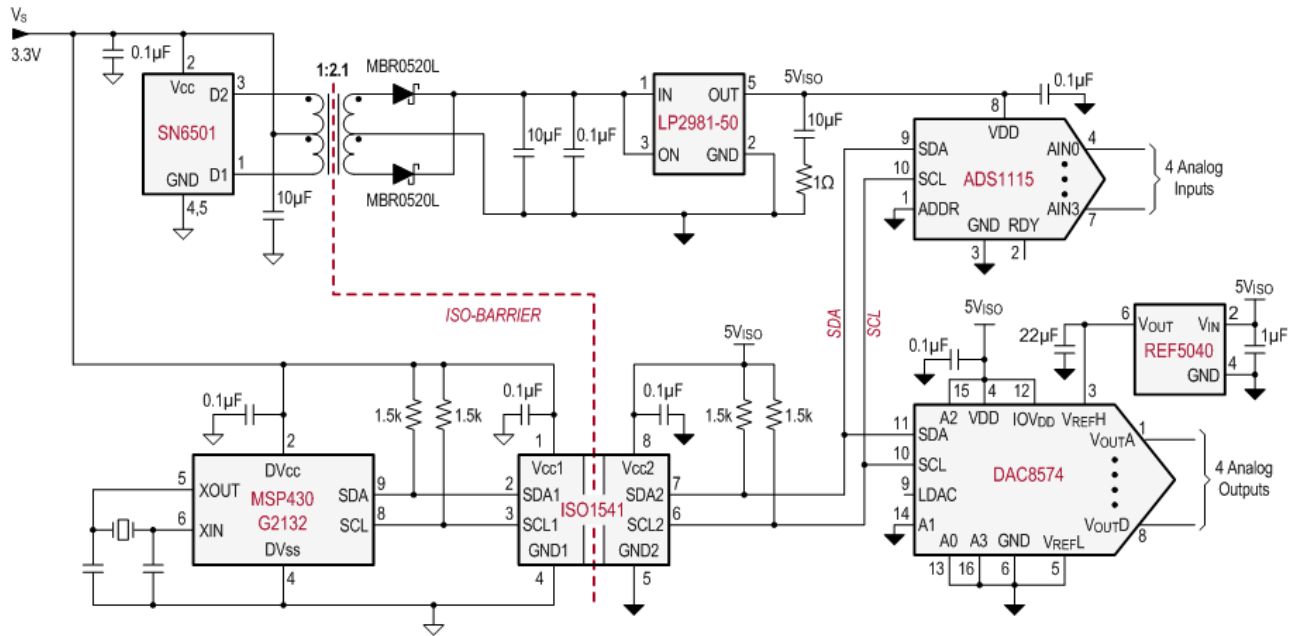 VS
3.3V
0.1µF
2
Vcc
D2
3
SN6501
D1
1
GND
4,5
10µF
1:2.1
MBR0520L
MBR0520L
10µF
0.1µF
1
IN
OUT
5
LP2981-50
3
ON
GND
2
5VISO
10µF
1Ω
0.1µF
8
VDD
9
SDA
AIN0
4
10
SCL
ADS1115
4 Analog
Inputs
1
ADDR
AIN3
7
GND
RDY
3
2
ISO-BARRIER
SDA
SCL
5VISO
0.1µF
22µF
6
VOUT
VIN
2
REF5040
GND
4
5VISO
1µF
15
4
12
3
A2
VDD
IOVDD
VREFH
11
SDA
VOUTA
1
10
SCL
DAC8574
9
LDAC
4 Analog
Outputs
14
A1
VOUTD
8
A0
A3
GND
VREFL
13
16
6
5
0.1µF
1.5k
1.5k
2
DVcc
5
XOUT
MSP430
G2132
SDA
9
6
XIN
SCL
8
DVss
4
0.1µF
1
Vcc1
2
SDA1
3
SCL1
GND1
4
ISO1541
5VISO
0.1µF
1.5k
1.5k
8
Vcc2
SDA2
7
SCL2
6
GND2
5